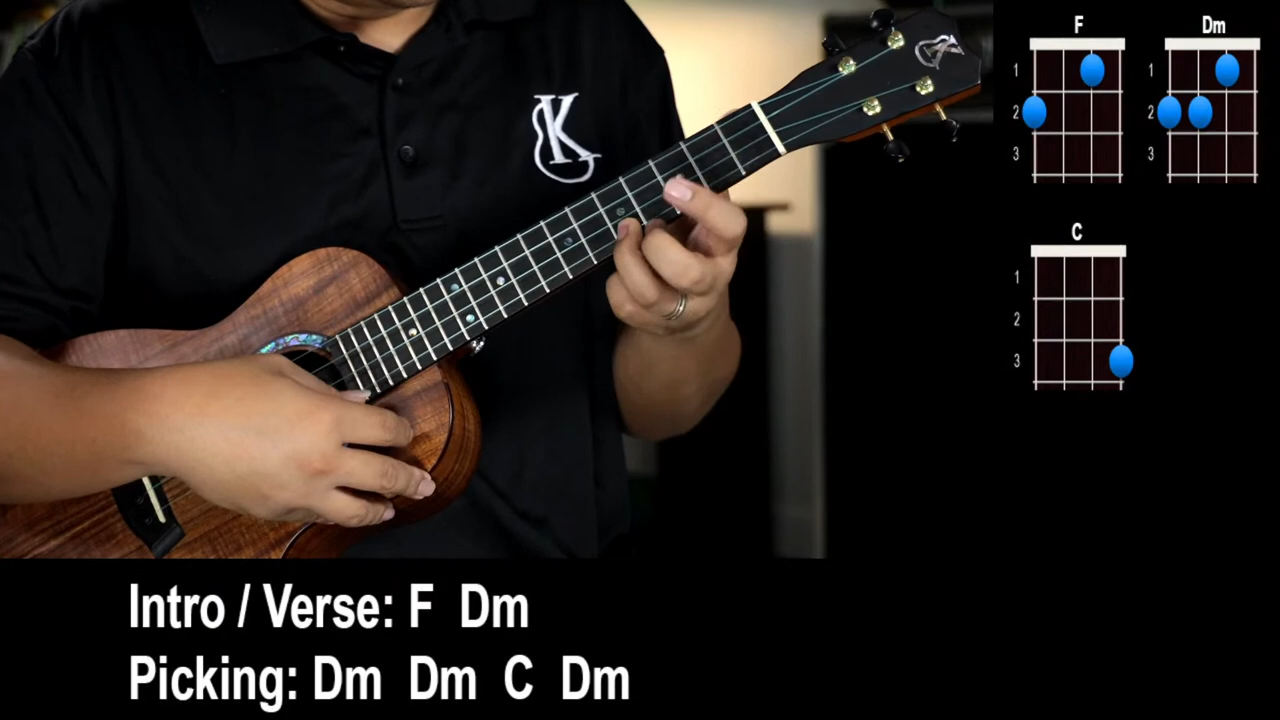 K
F Dm
1 1
2 2
3 3
C
1
2
3
Intro / Verse: F Dm
Picking: Dm Dm C Dm